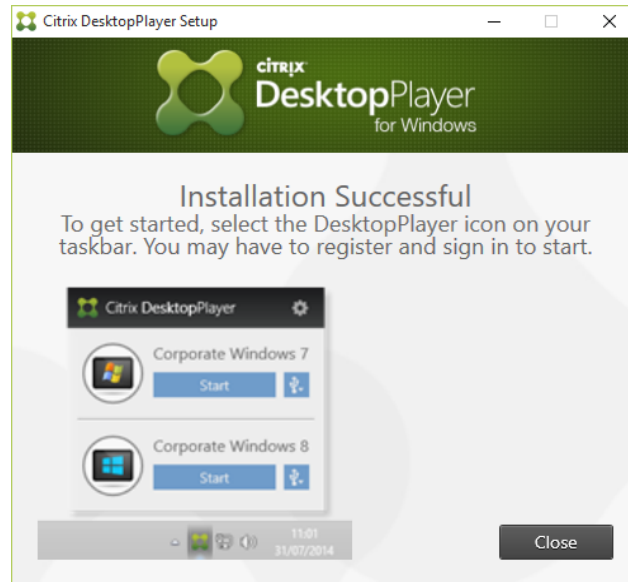 Citrix DesktopPlayer Setup
CİTRIX
DesktopPlayer
for Windows
Installation Successful
To get started, select the DesktopPlayer icon on your
taskbar. You may have to register and sign in to start.
Citrix DesktopPlayer
Corporate Windows 7
Start
Corporate Windows 8
Start
11:01
31/07/2014
Close